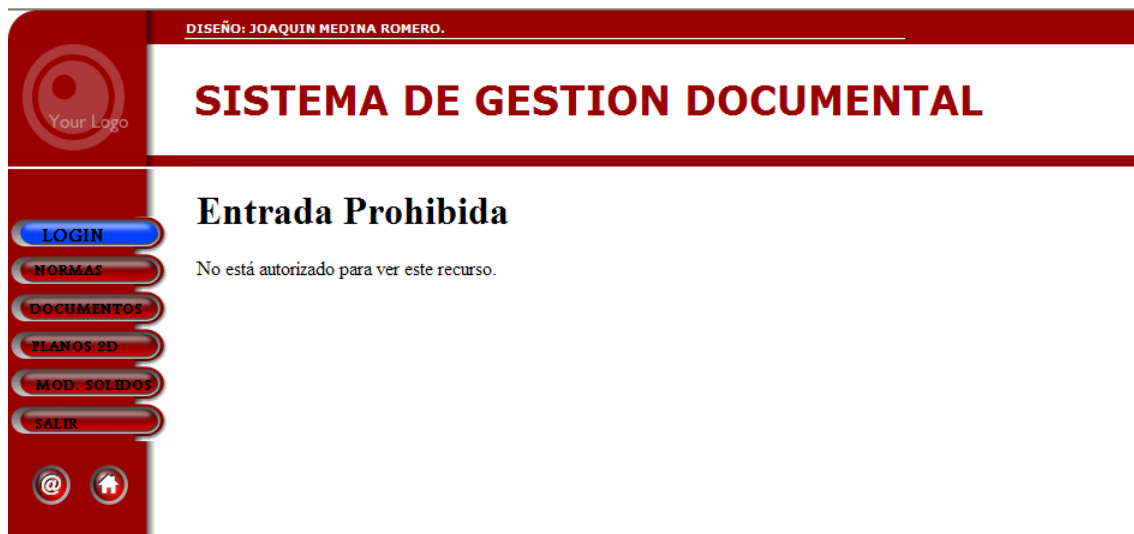 DISEÑO: JOAQUIN MEDINA ROMERO.
Your Logo
SISTEMA DE GESTION DOCUMENTAL
LOGIN
NORMAS
DOCUMENTOS
PLANOS 2D
MOD. SOLIDOS
SALIR
@
Entrada Prohibida
No está autorizado para ver este recurso.